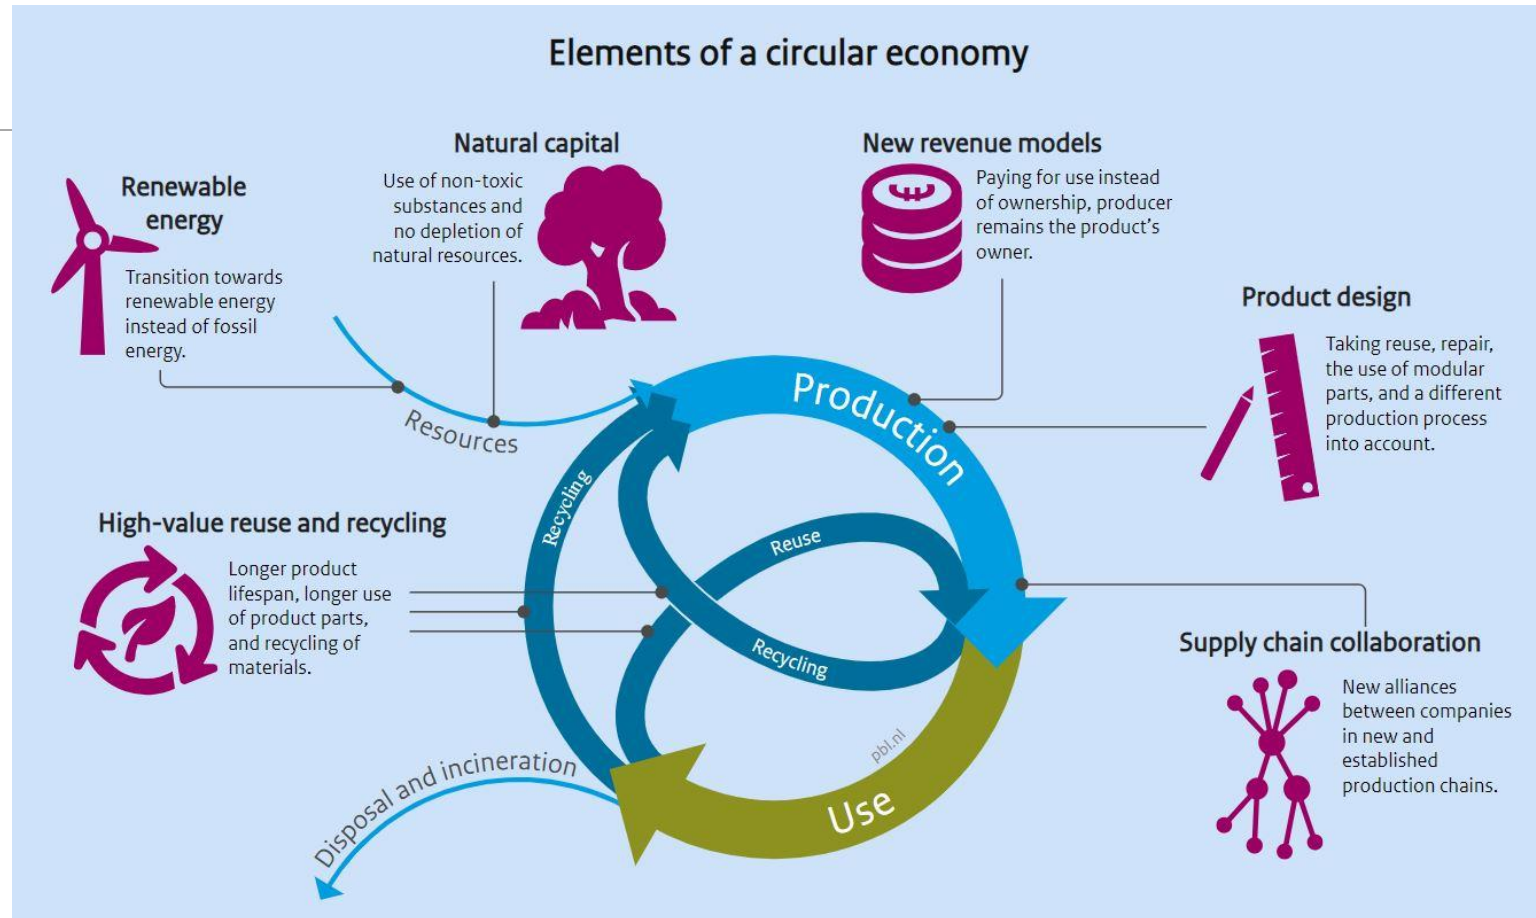 Elements of a circular economy
Renewable
energy
Transition towards
renewable energy
instead of fossil
energy.
Natural capital
Use of non-toxic
substances and
no depletion of
natural resources.
New revenue models
Paying for use instead
of ownership, producer
remains the product's
owner.
Product design
Taking reuse, repair,
the use of modular
parts, and a different
production process
into account.
Resources
Production
High-value reuse and recycling
Longer product
lifespan, longer use
of product parts,
and recycling of
materials.
Recycling
Reuse
Recycling
Supply chain collaboration
New alliances
between companies
in new and
established
production chains.
pbl.nl
Use
Disposal and incineration